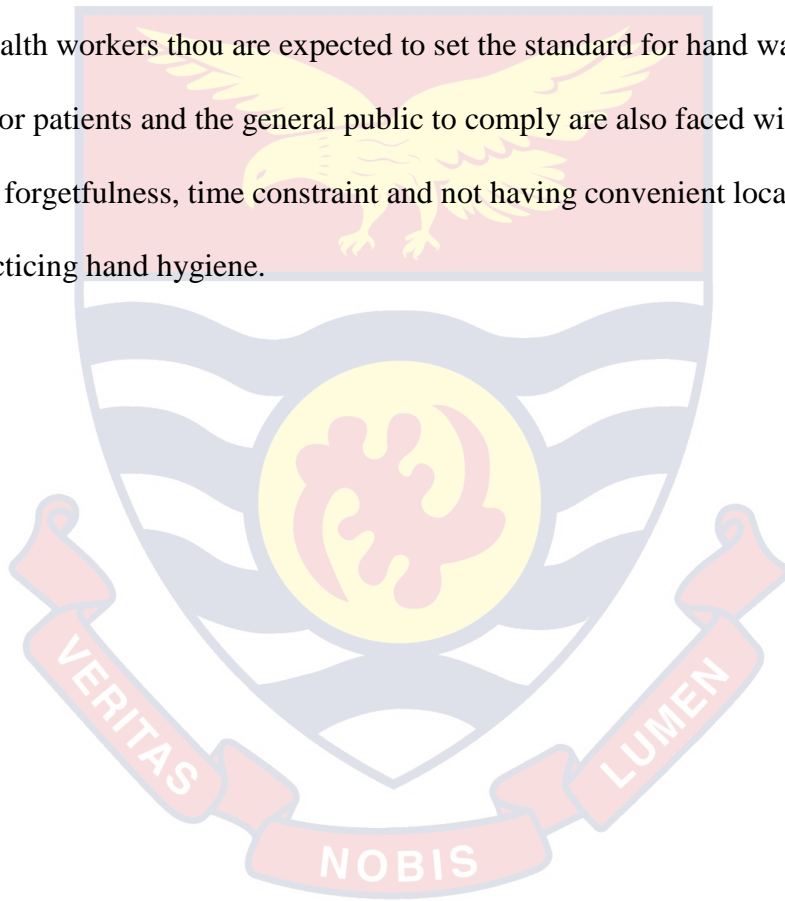 alth workers thou are expected to set the standard for hand wa
or patients and the general public to comply are also faced wi
forgetfulness, time constraint and not having convenient loca
cticing hand hygiene.
VERITAS
NOBIS
LUMEN